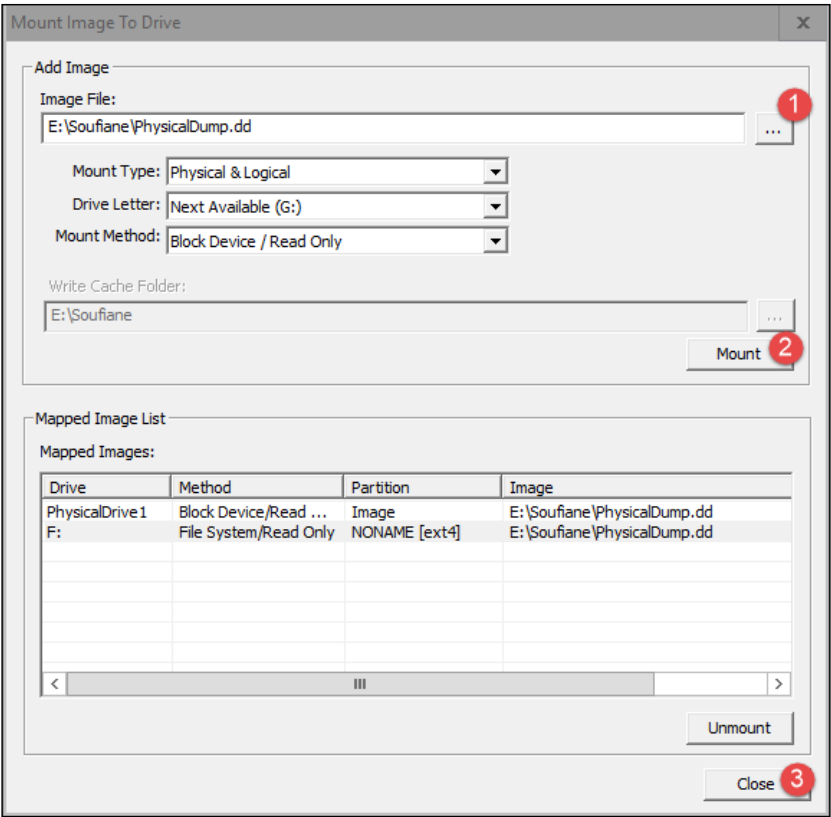 Mount Image To Drive x
Add Image
Image File:
1
E:\Soufiane\PhysicalDump.dd ...
Mount Type: Physical & Logical
Drive Letter: Next Available (G:)
Mount Method: Block Device / Read Only
Write Cache Folder:
E:\Soufiane ...
Mount 2
Mapped Image List
Mapped Images:
Drive Method Partition Image
PhysicalDrive1 Block Device/Read ... Image E:\Soufiane\PhysicalDump.dd
F: File System/Read Only NONAME [ext4] E:\Soufiane\PhysicalDump.dd
Unmount
Close 3